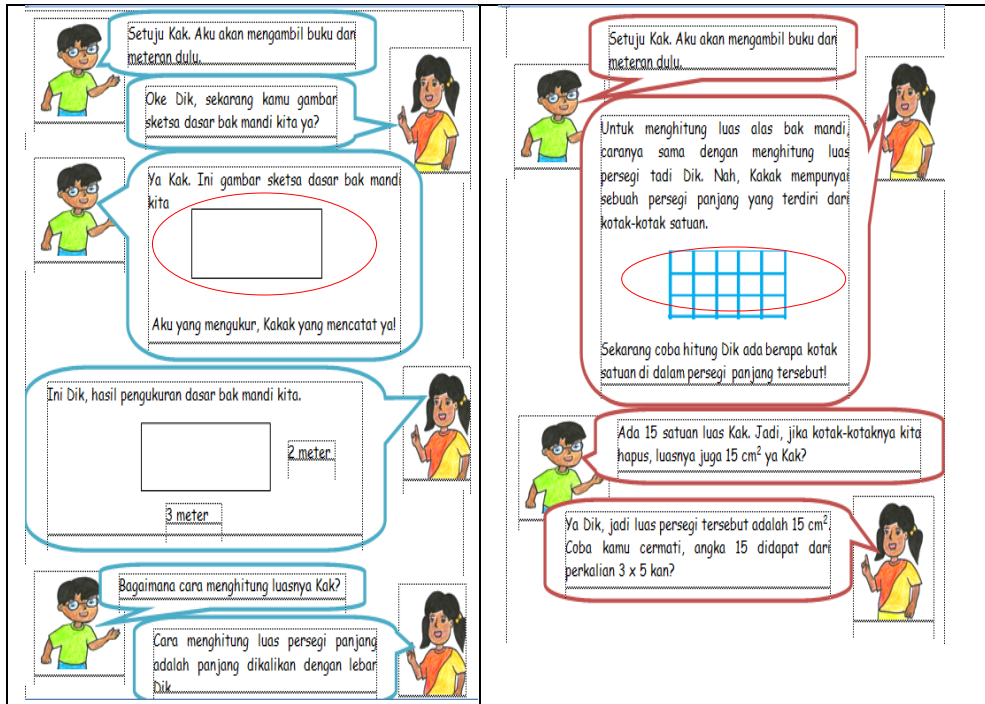 Setuju Kak. Aku akan mengambil buku dan
meteran dulu.
Oke Dik, sekarang kamu gambar
sketsa dasar bak mandi kita ya?
Ya Kak. Ini gambar sketsa dasar bak mandi
kita
Aku yang mengukur, Kakak yang mencatat ya!
Ini Dik, hasil pengukuran dasar bak mandi kita.
2 meter
3 meter
Bagaimana cara menghitung luasnya Kak?
Cara menghitung luas persegi panjang
adalah panjang dikalikan dengan lebar
Dik
Setuju Kak. Aku akan mengambil buku dan
meteran dulu.
Untuk menghitung luas alas bak mandi,
caranya sama dengan menghitung luas
persegi tadi Dik. Nah, Kakak mempunyai
sebuah persegi panjang yang terdiri dari
kotak-kotak satuan.
Sekarang coba hitung Dik ada berapa kotak
satuan di dalam persegi panjang tersebut!
Ada 15 satuan luas Kak. Jadi, jika kotak-kotaknya kita
hapus, luasnya juga 15 cm² ya Kak?
Ya Dik, jadi luas persegi tersebut adalah 15 cm².
Coba kamu cermati, angka 15 didapat dari
perkalian 3 x 5 kan?